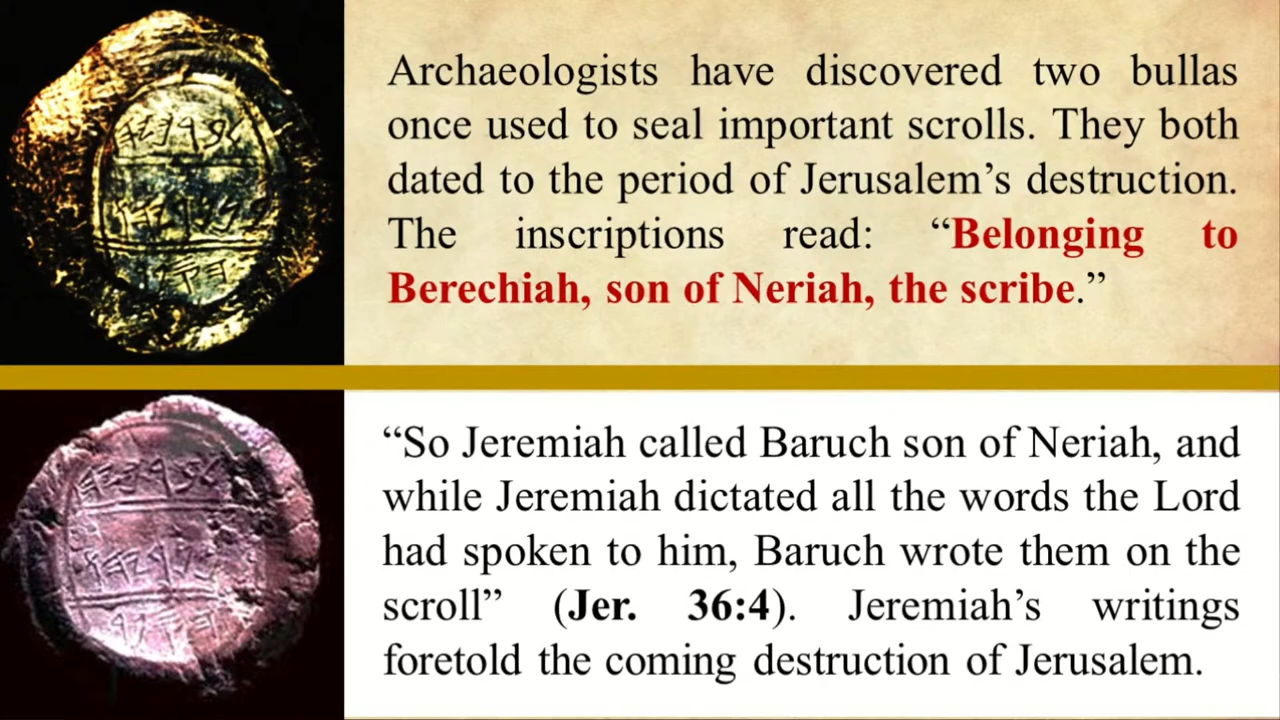 Archaeologists have discovered two bullas
once used to seal important scrolls. They both
dated to the period of Jerusalem’s destruction.
The inscriptions read: “Belonging to
Berechiah, son of Neriah, the scribe.”
“So Jeremiah called Baruch son of Neriah, and
while Jeremiah dictated all the words the Lord
had spoken to him, Baruch wrote them on the
scroll” (Jer. 36:4). Jeremiah’s writings
foretold the coming destruction of Jerusalem.